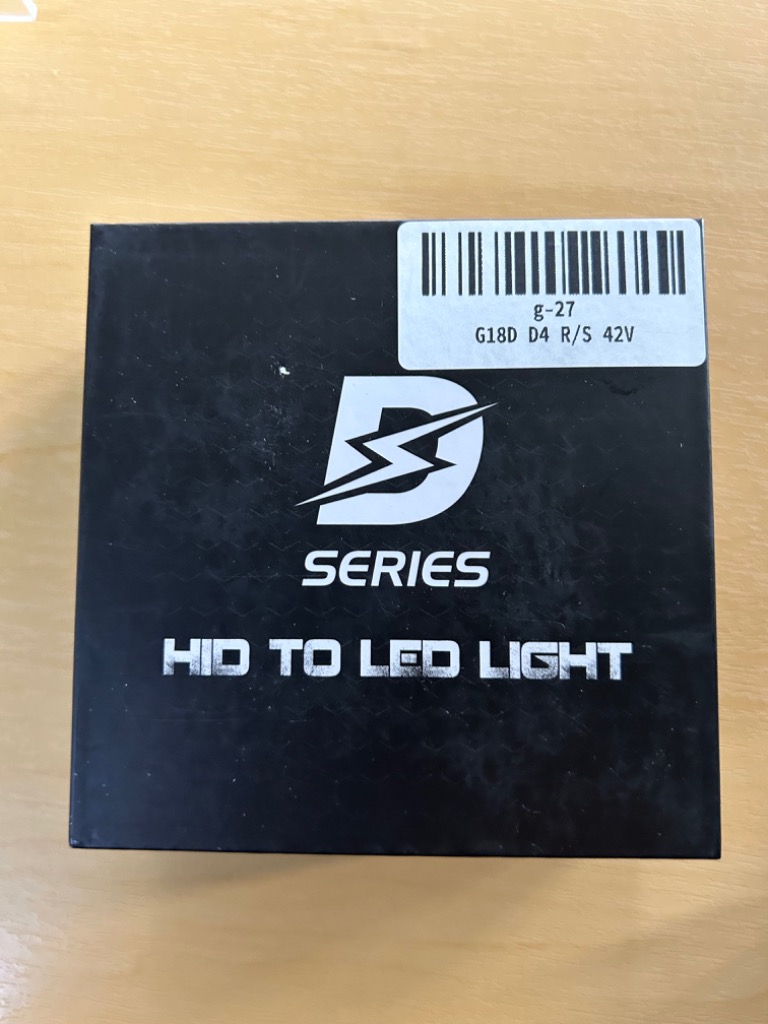 g-27
G18D D4 R/S 42V
D
SERIES
HID TO LED LIGHT